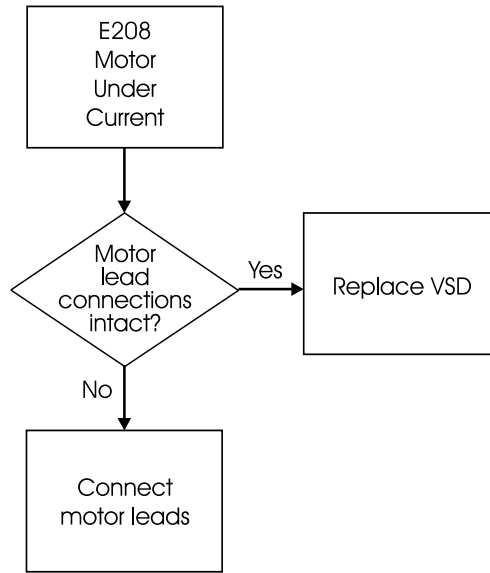 E208
Motor
Under
Current
Motor
lead
connections
intact?
Yes
Replace VSD
No
Connect
motor leads